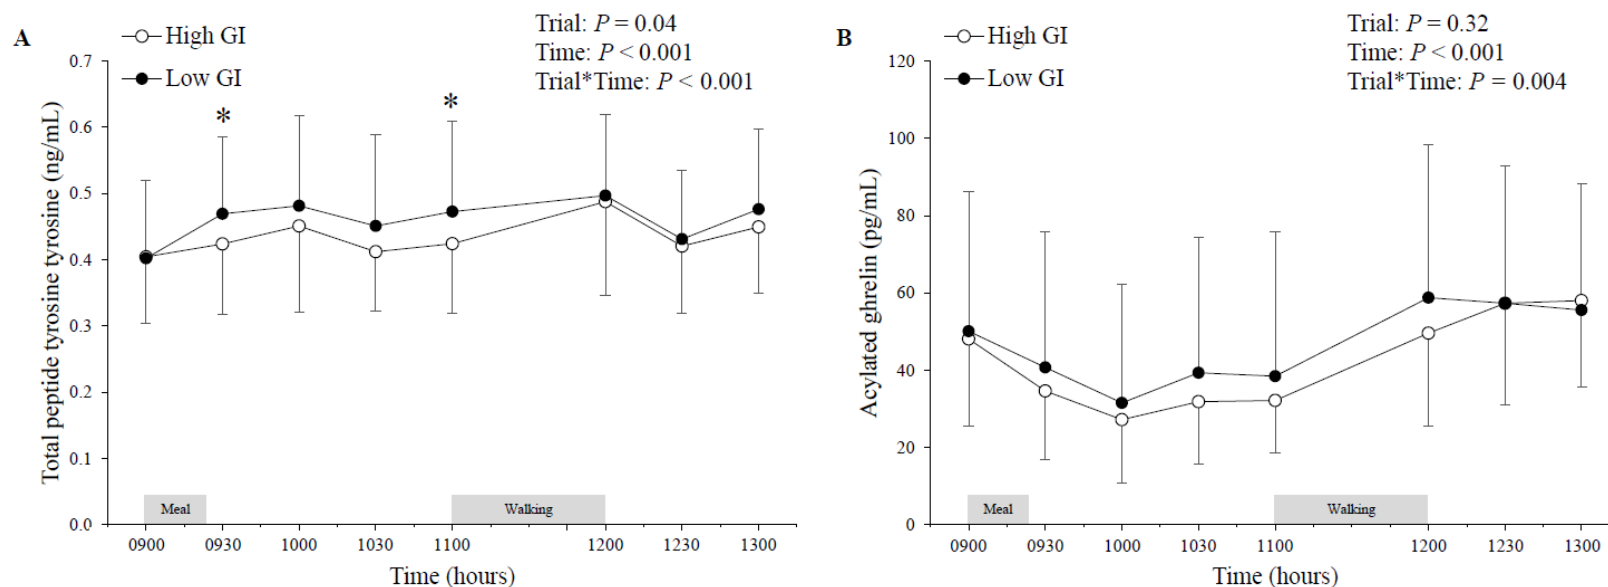 A
High GI
Low GI
Trial: P = 0.04
Time: P < 0.001
Trial*Time: P < 0.001
Total peptide tyrosine tyrosine (ng/mL)
0.7
0.6
0.5
0.4
0.3
0.2
0.1
0.0
*
*
Meal
Walking
0900 0930 1000 1030 1100 1200 1230 1300
Time (hours)
B
High GI
Low GI
Trial: P = 0.32
Time: P < 0.001
Trial*Time: P = 0.004
Acylated ghrelin (pg/mL)
120
100
80
60
40
20
0
Meal
Walking
0900 0930 1000 1030 1100 1200 1230 1300
Time (hours)